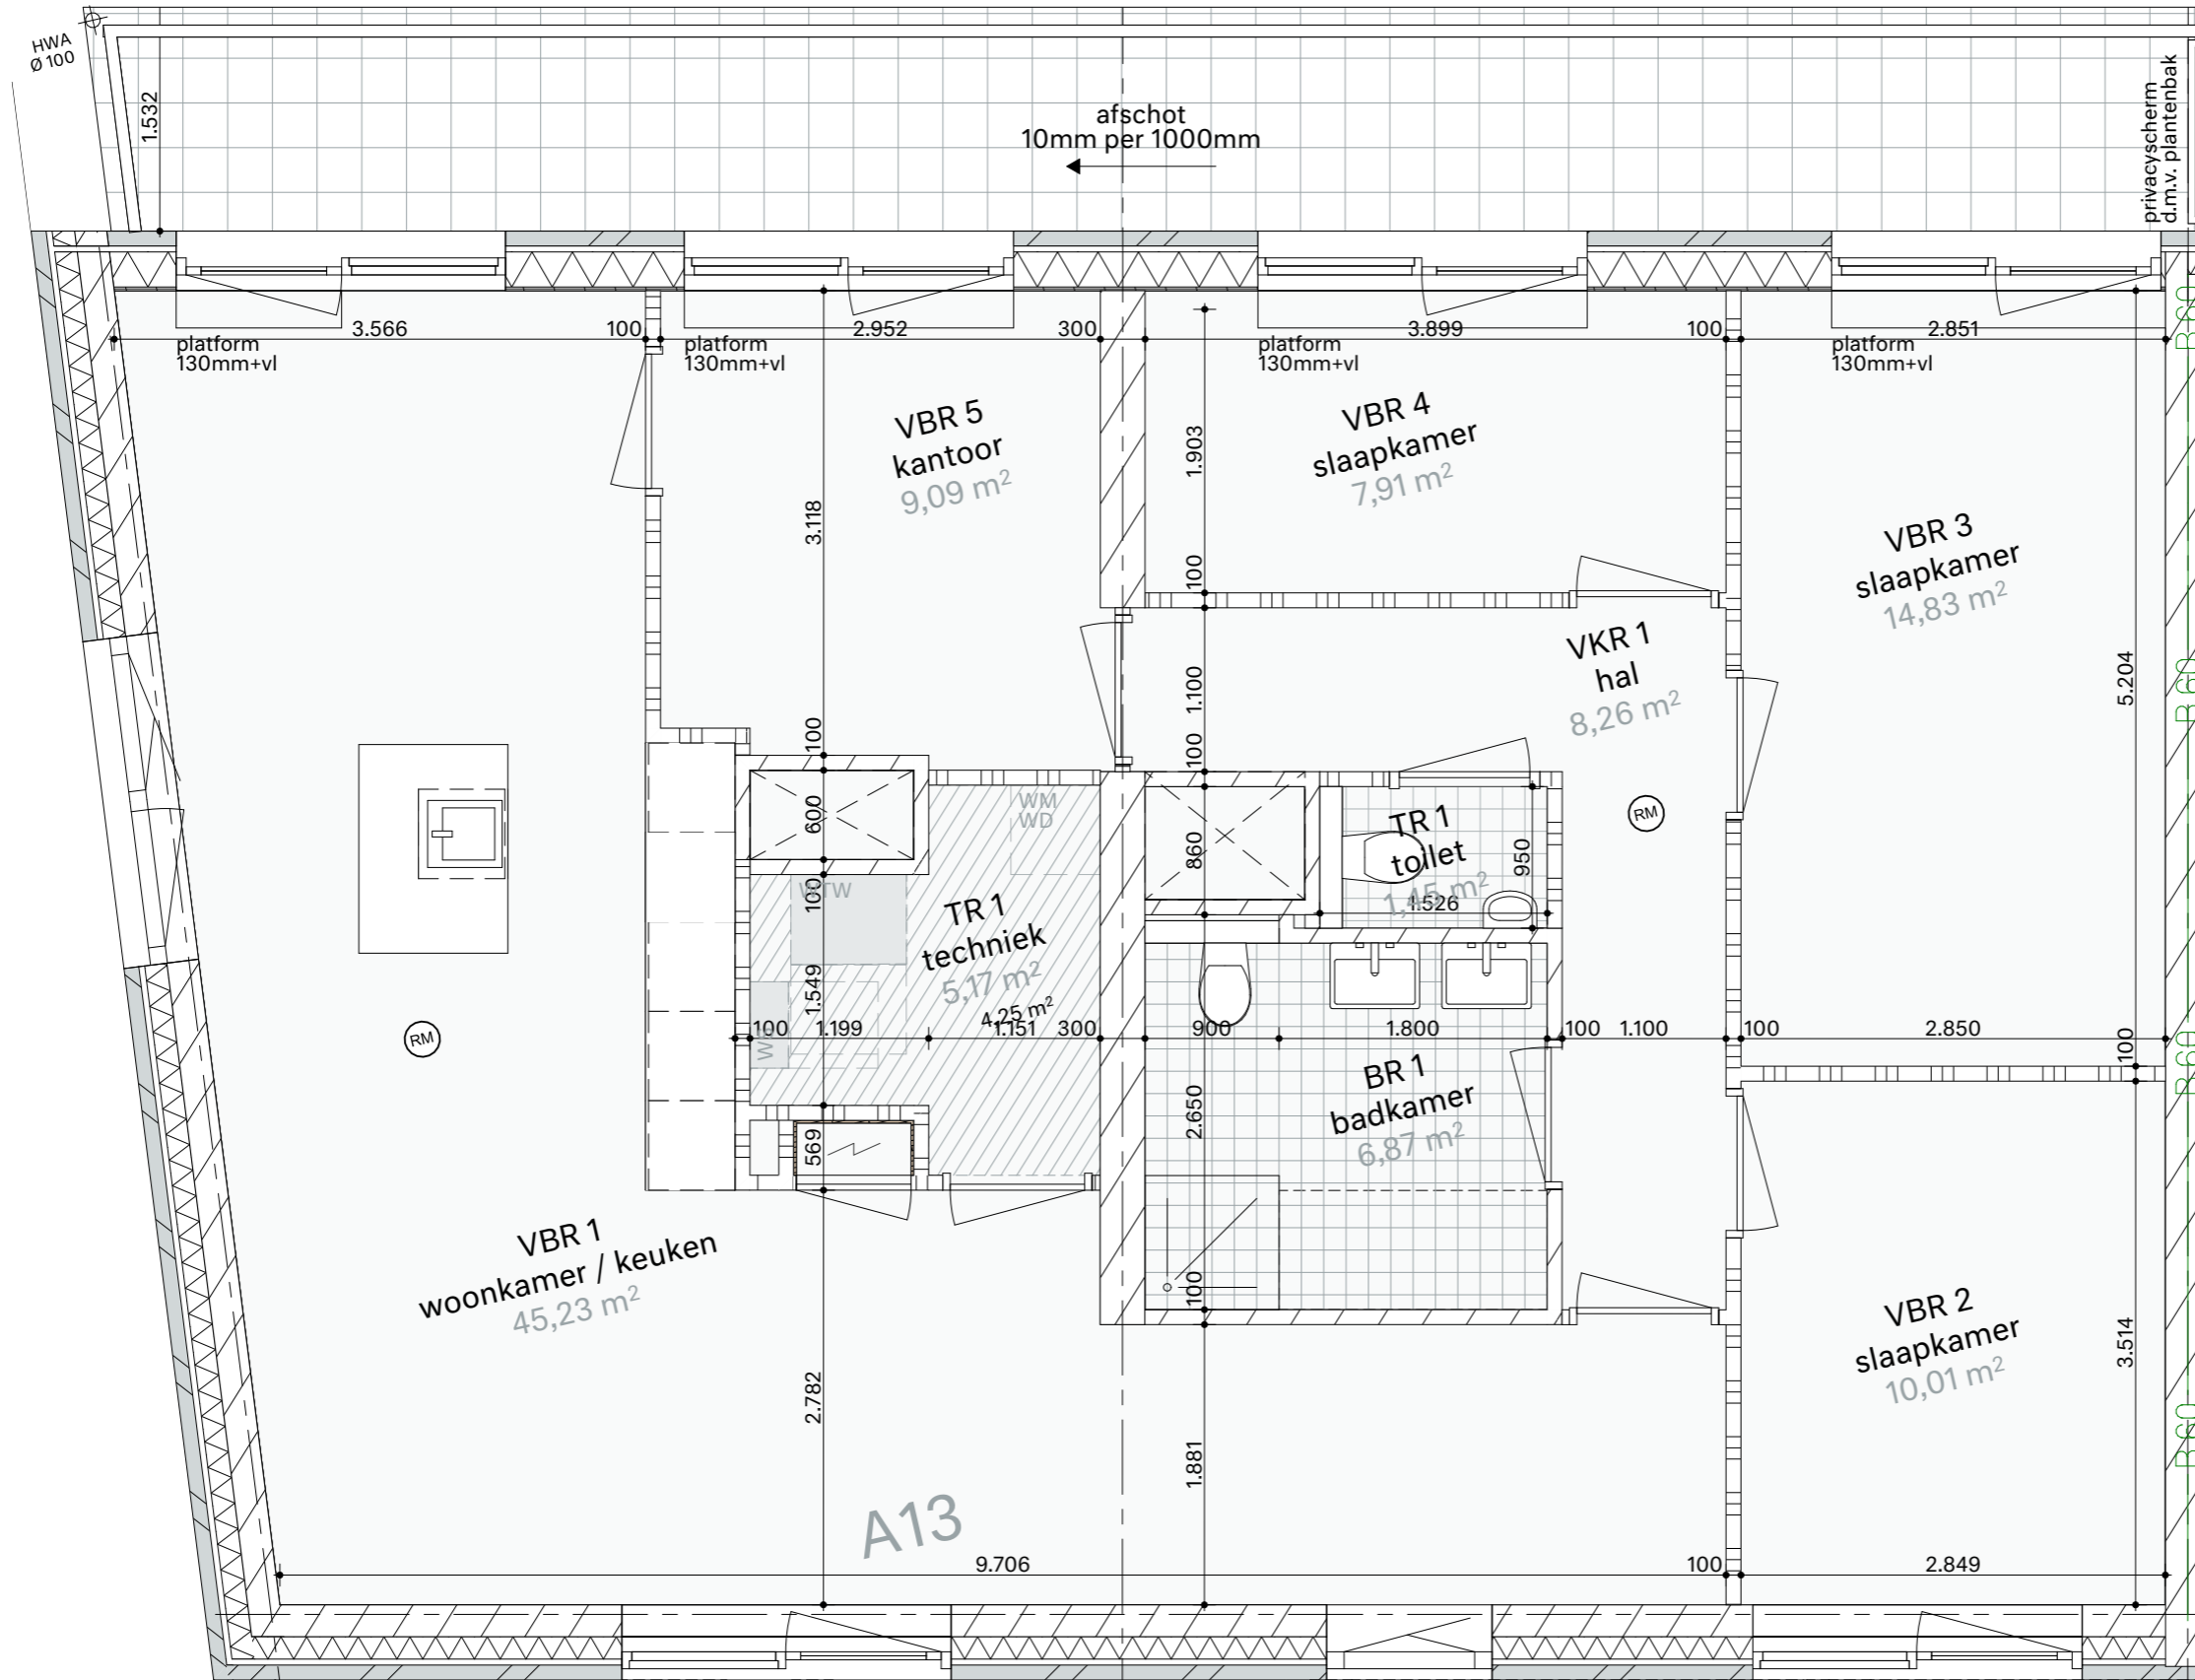 HWA
Ø 100
1.532
afschot
10mm per 1000mm
privacyscherm
d.m.v. plantenbak
3.566
100
2.952
300
3.899
100
2.851
platform
130mm+vl
platform
130mm+vl
platform
130mm+vl
platform
130mm+vl
B60
VBR 5
kantoor
9,09 m²
VBR 4
slaapkamer
7,91 m²
1.903
3.118
VBR 3
slaapkamer
14,83 m²
100
VKR 1
hal
8,26 m²
1.100
5.204
B60
100
100
600
WM
WD
860
TR 1
toilet
1,45 m²
950
1.526
RM
100
WTW
TR 1
techniek
5,17 m²
4,25 m²
1.549
RM
100
1.199
1.151
300
900
1.800
100
1.100
100
2.850
100
B60
569
2.650
BR 1
badkamer
6,87 m²
VBR 1
woonkamer / keuken
45,23 m²
100
VBR 2
slaapkamer
10,01 m²
3.514
2.782
1.881
B60
A13
9.706
100
2.849